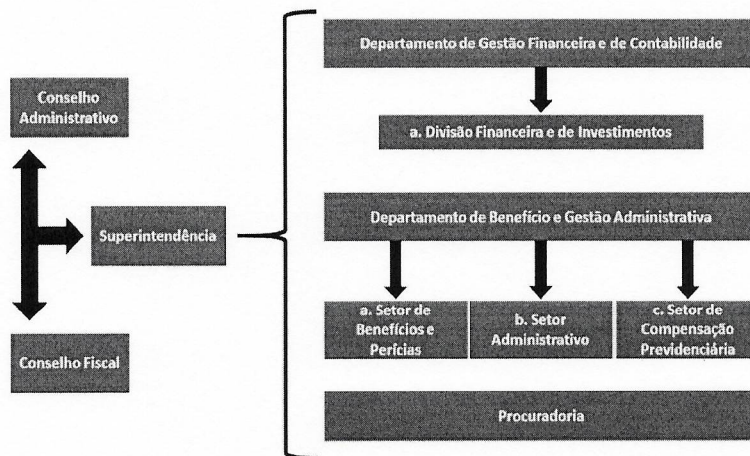 Conselho
Administrativo
Superintendência
Conselho Fiscal
Departamento de Gestão Financeira e de Contabilidade
a. Divisão Financeira e de Investimentos
Departamento de Benefício e Gestão Administrativa
a. Setor de
Benefícios e
Perícias
b. Setor
Administrativo
c. Setor de
Compensação
Previdenciária
Procuradoria